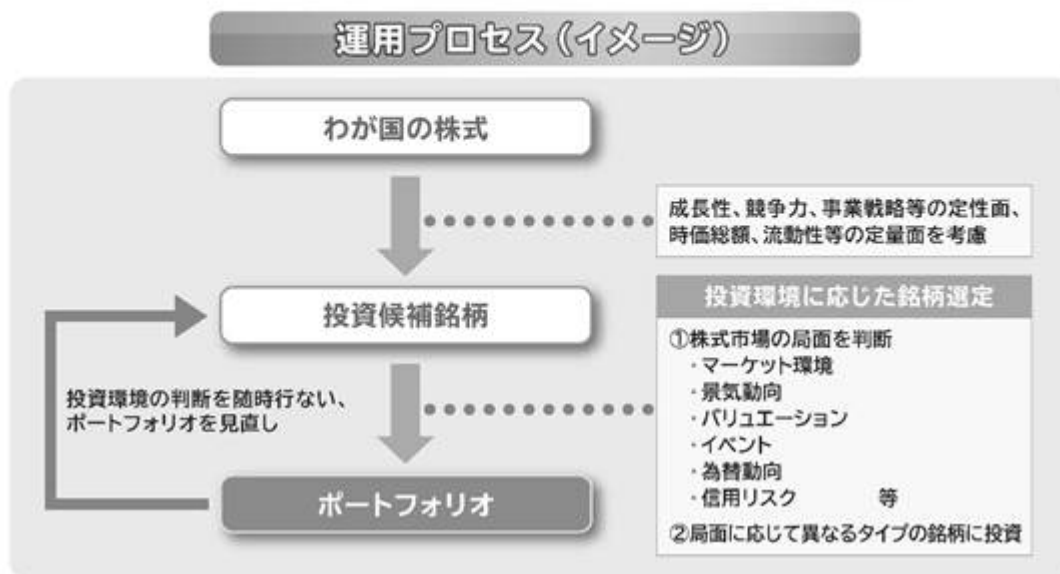 運用プロセス(イメージ)
わが国の株式
成長性、競争力、事業戦略等の定性面、
時価総額、流動性等の定量面を考慮
投資候補銘柄
投資環境に応じた銘柄選定
①株式市場の局面を判断
・マーケット環境
・景気動向
・バリュエーション
・イベント
・為替動向
・信用リスク 等
②局面に応じて異なるタイプの銘柄に投資
投資環境の判断を随時行ない、
ポートフォリオを見直し
ポートフォリオ